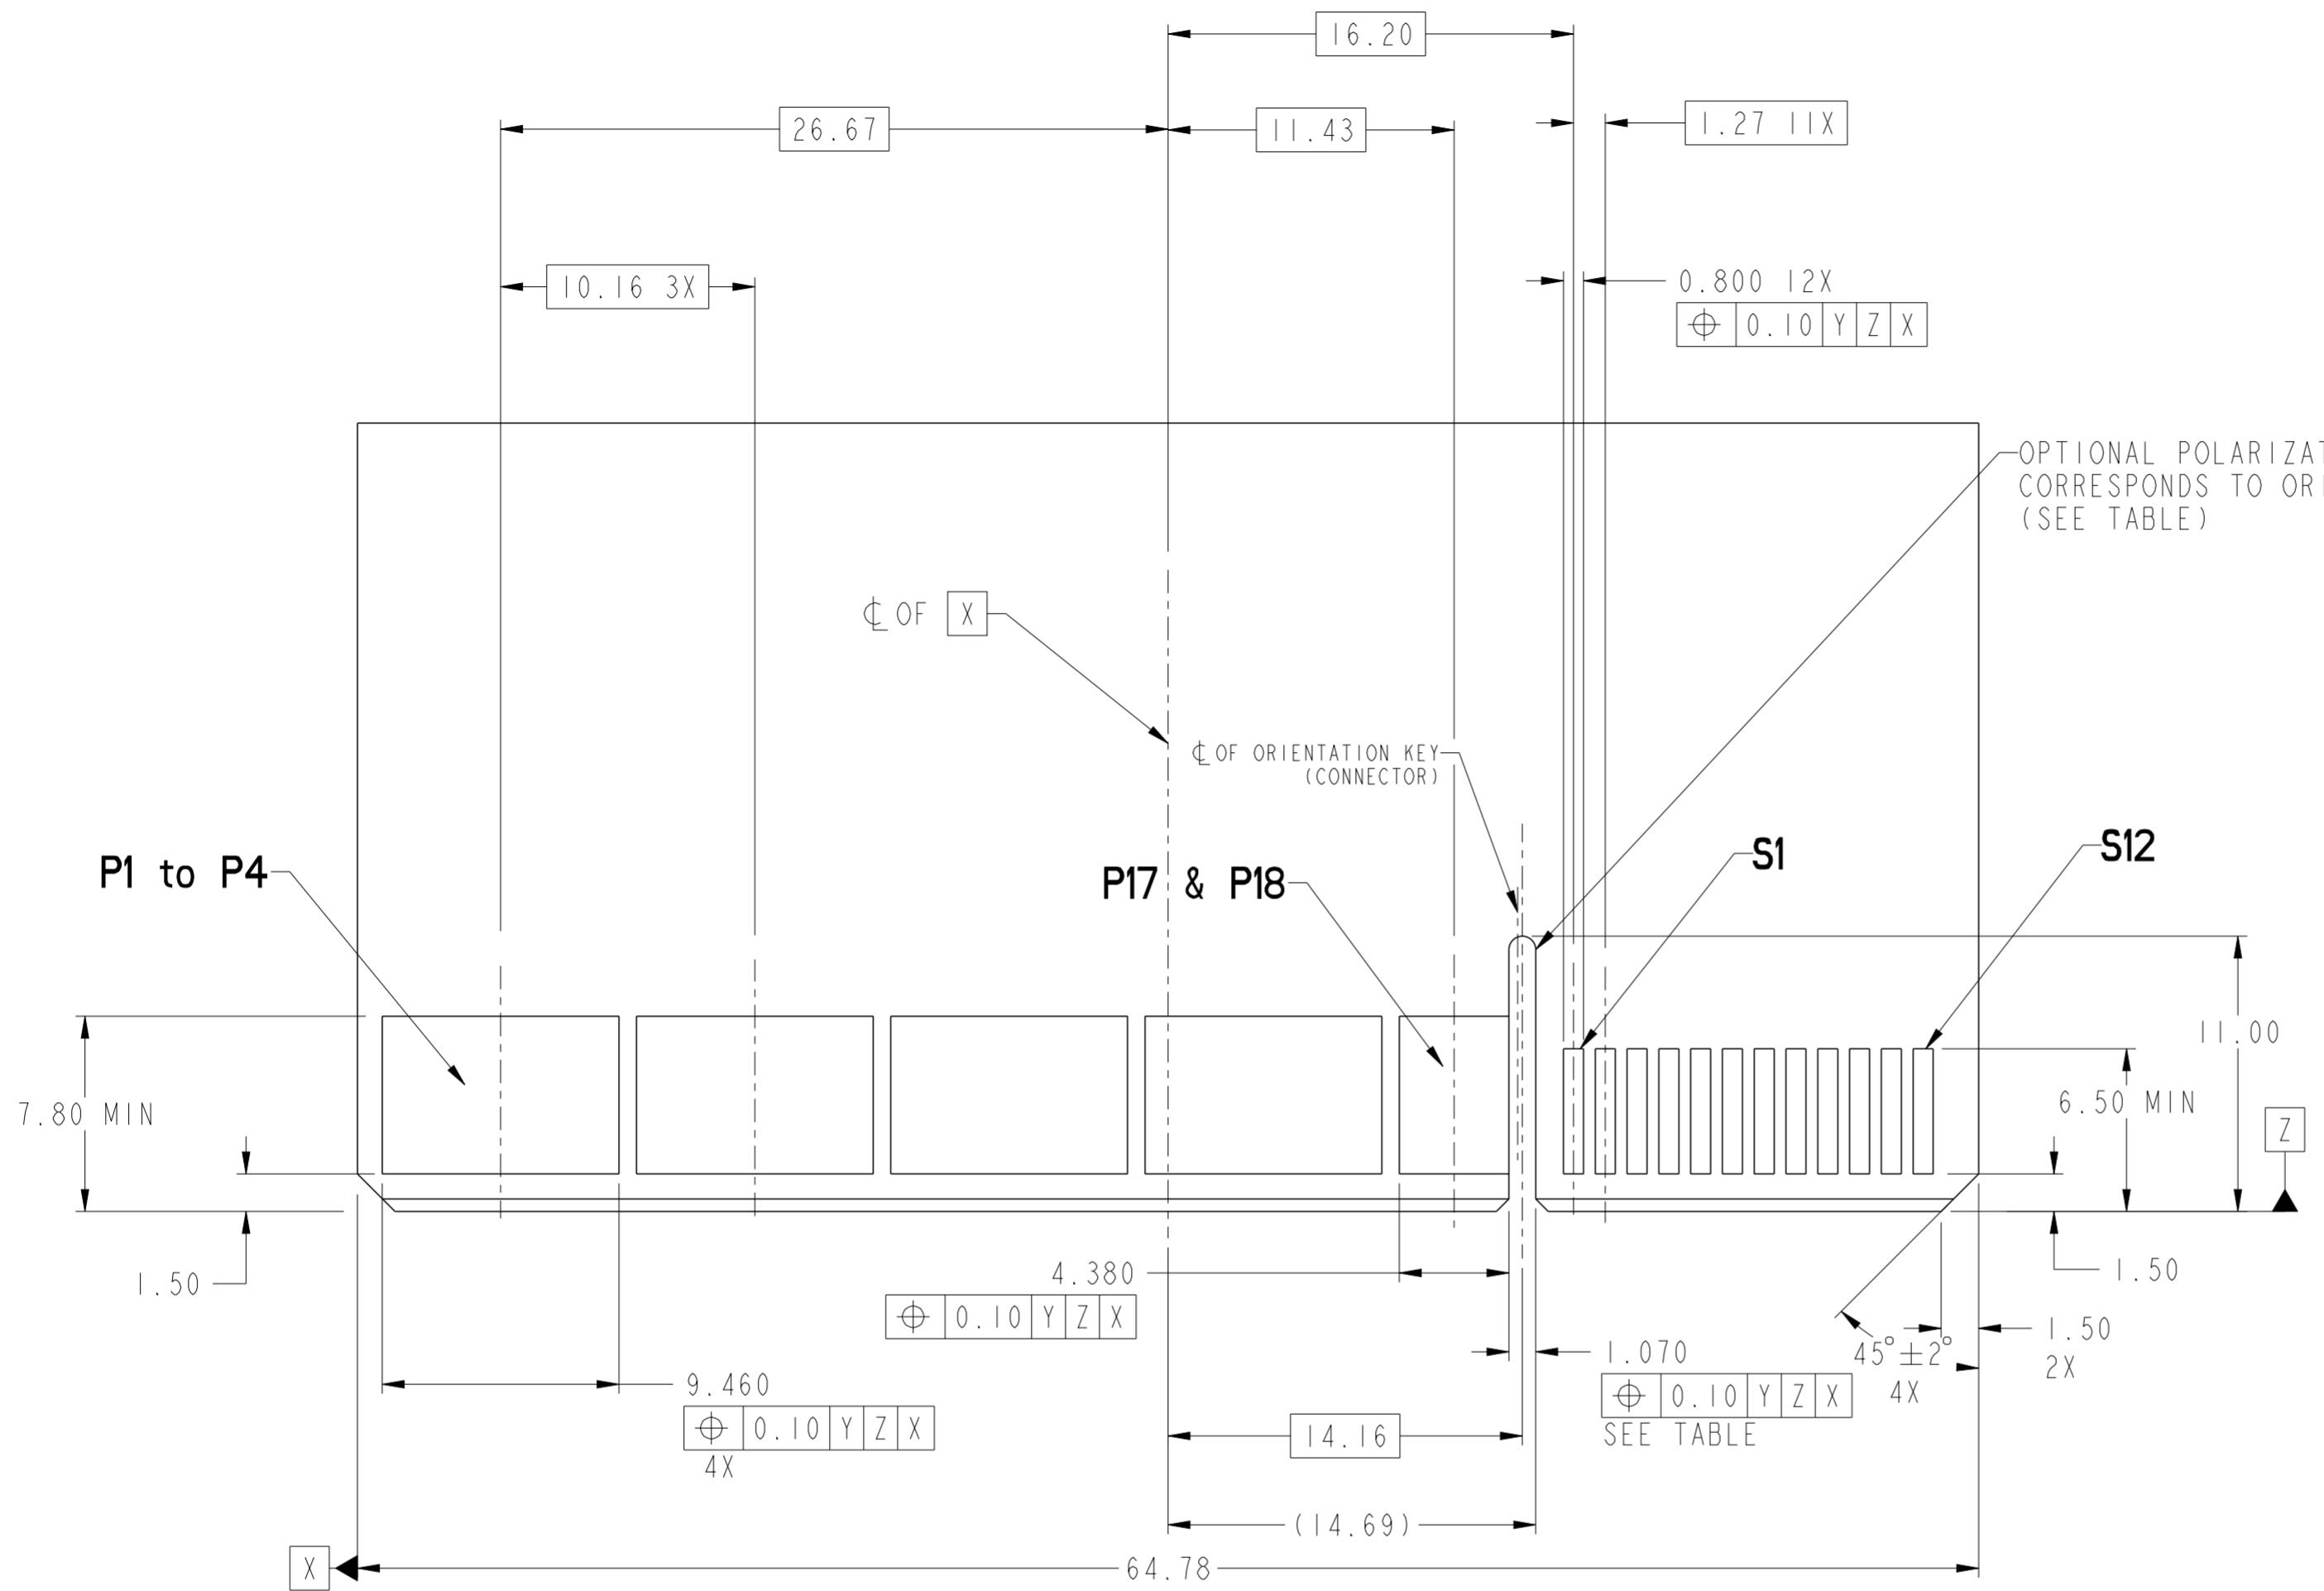 16.20
26.67
11.43
1.27 11X
10.16 3X
0.800 12X
⌖ 0.10 Y Z X
OPTIONAL
CORRESPONDS TO
(SEE TABLE)
℄ OF X
℄ OF ORIENTATION KEY
(CONNECTOR)
P1 to P4
P17 & P18
S1
S12
11.00
7.80 MIN
6.50 MIN
Z
1.50
4.380
⌖ 0.10 Y Z X
1.50
1.50
2X
45°±2°
4X
1.070
⌖ 0.10 Y Z X
SEE TABLE
9.460
⌖ 0.10 Y Z X
4X
14.16
(14.69)
X
64.78